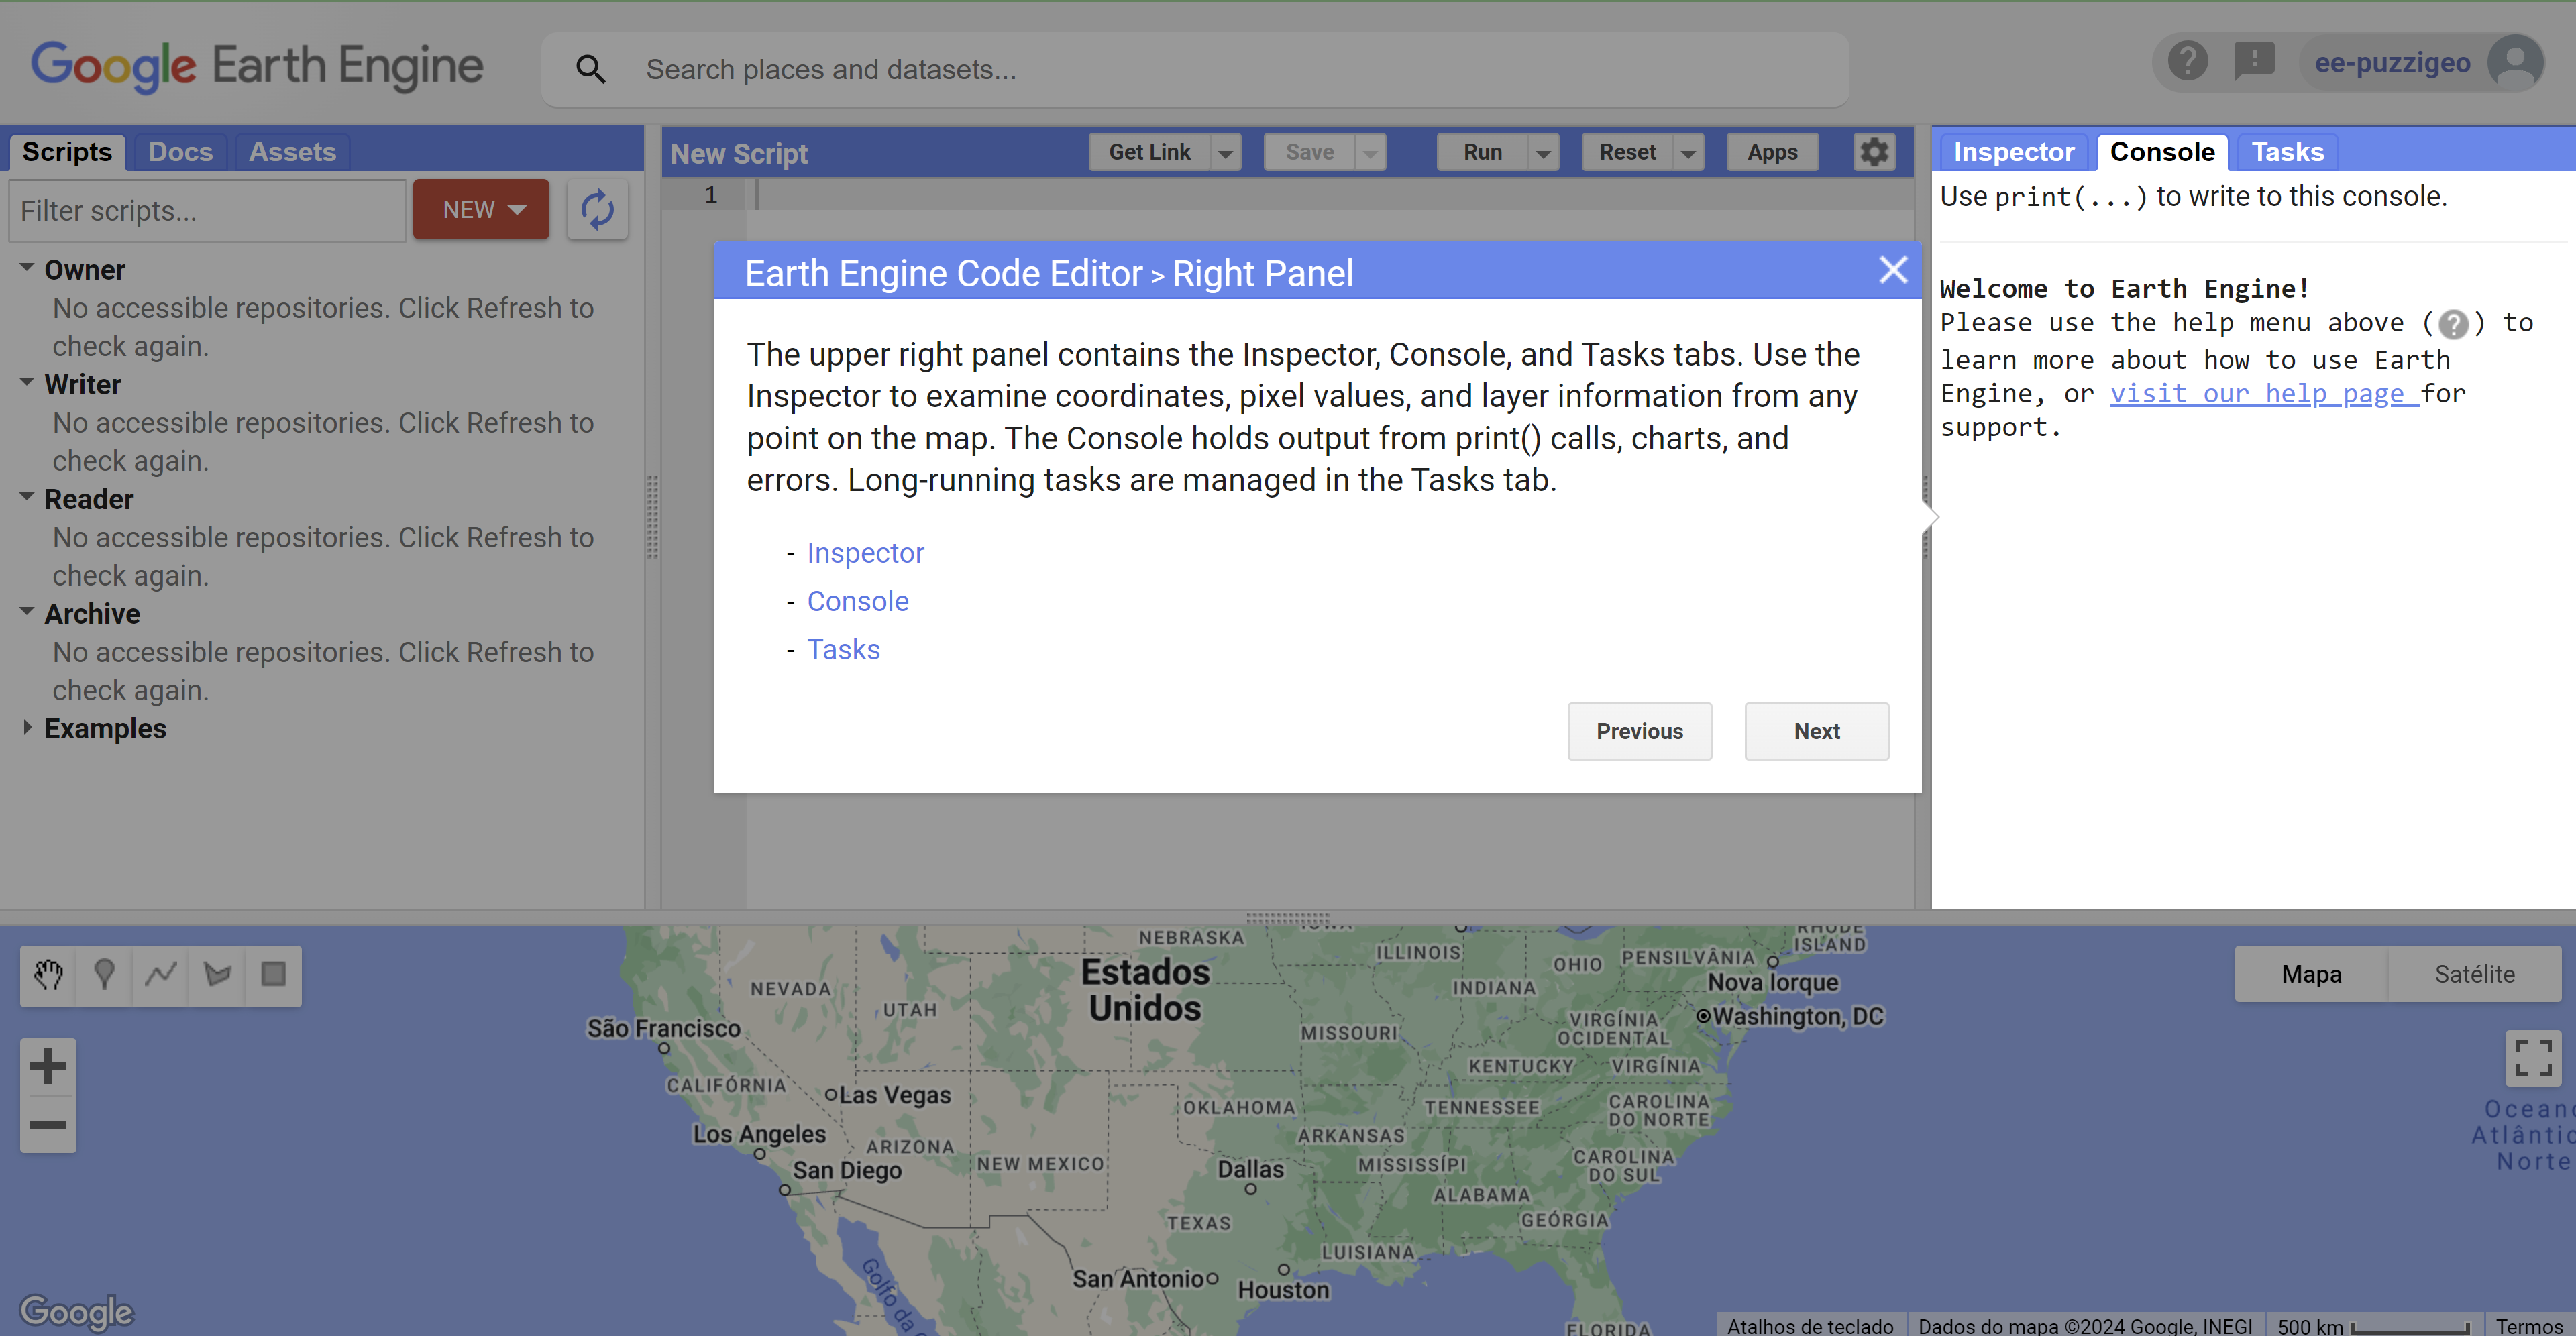 Google Earth Engine
Search places and datasets...
ee-puzzigeo
Scripts
Docs
Assets
Filter scripts...
NEW
Owner
No accessible repositories. Click Refresh to
check again.
Writer
No accessible repositories. Click Refresh to
check again.
Reader
No accessible repositories. Click Refresh to
check again.
Archive
No accessible repositories. Click Refresh to
check again.
Examples
New Script
Get Link
Save
Run
Reset
Apps
1
Earth Engine Code Editor > Right Panel
The upper right panel contains the Inspector, Console, and Tasks tabs. Use the
Inspector to examine coordinates, pixel values, and layer information from any
point on the map. The Console holds output from print() calls, charts, and
errors. Long-running tasks are managed in the Tasks tab.
- Inspector
- Console
- Tasks
Previous
Next
Inspector
Console
Tasks
Use print(...) to write to this console.
Welcome to Earth Engine!
Please use the help menu above (?) to
learn more about how to use Earth
Engine, or visit our help page for
support.
Mapa
Satélite
NEBRASKA
Estados
Unidos
IOWA
ILLINOIS
OHIO
PENSILVÂNIA
RHODE
ISLAND
Nova Iorque
NEVADA
UTAH
INDIANA
Washington, DC
São Francisco
MISSOURI
VIRGÍNIA
OCIDENTAL
KENTUCKY
VIRGÍNIA
CALIFÓRNIA
Las Vegas
OKLAHOMA
TENNESSEE
CAROLINA
DO NORTE
Los Angeles
ARIZONA
ARKANSAS
San Diego
NEW MEXICO
Dallas
MISSISSÍPI
CAROLINA
DO SUL
ALABAMA
TEXAS
GEÓRGIA
LUISIANA
San Antonio
Houston
FLORIDA
Golfo da
Oceano
Atlântic
Norte
Google
Atalhos de teclado
Dados do mapa ©2024 Google, INEGI
500 km
Termos